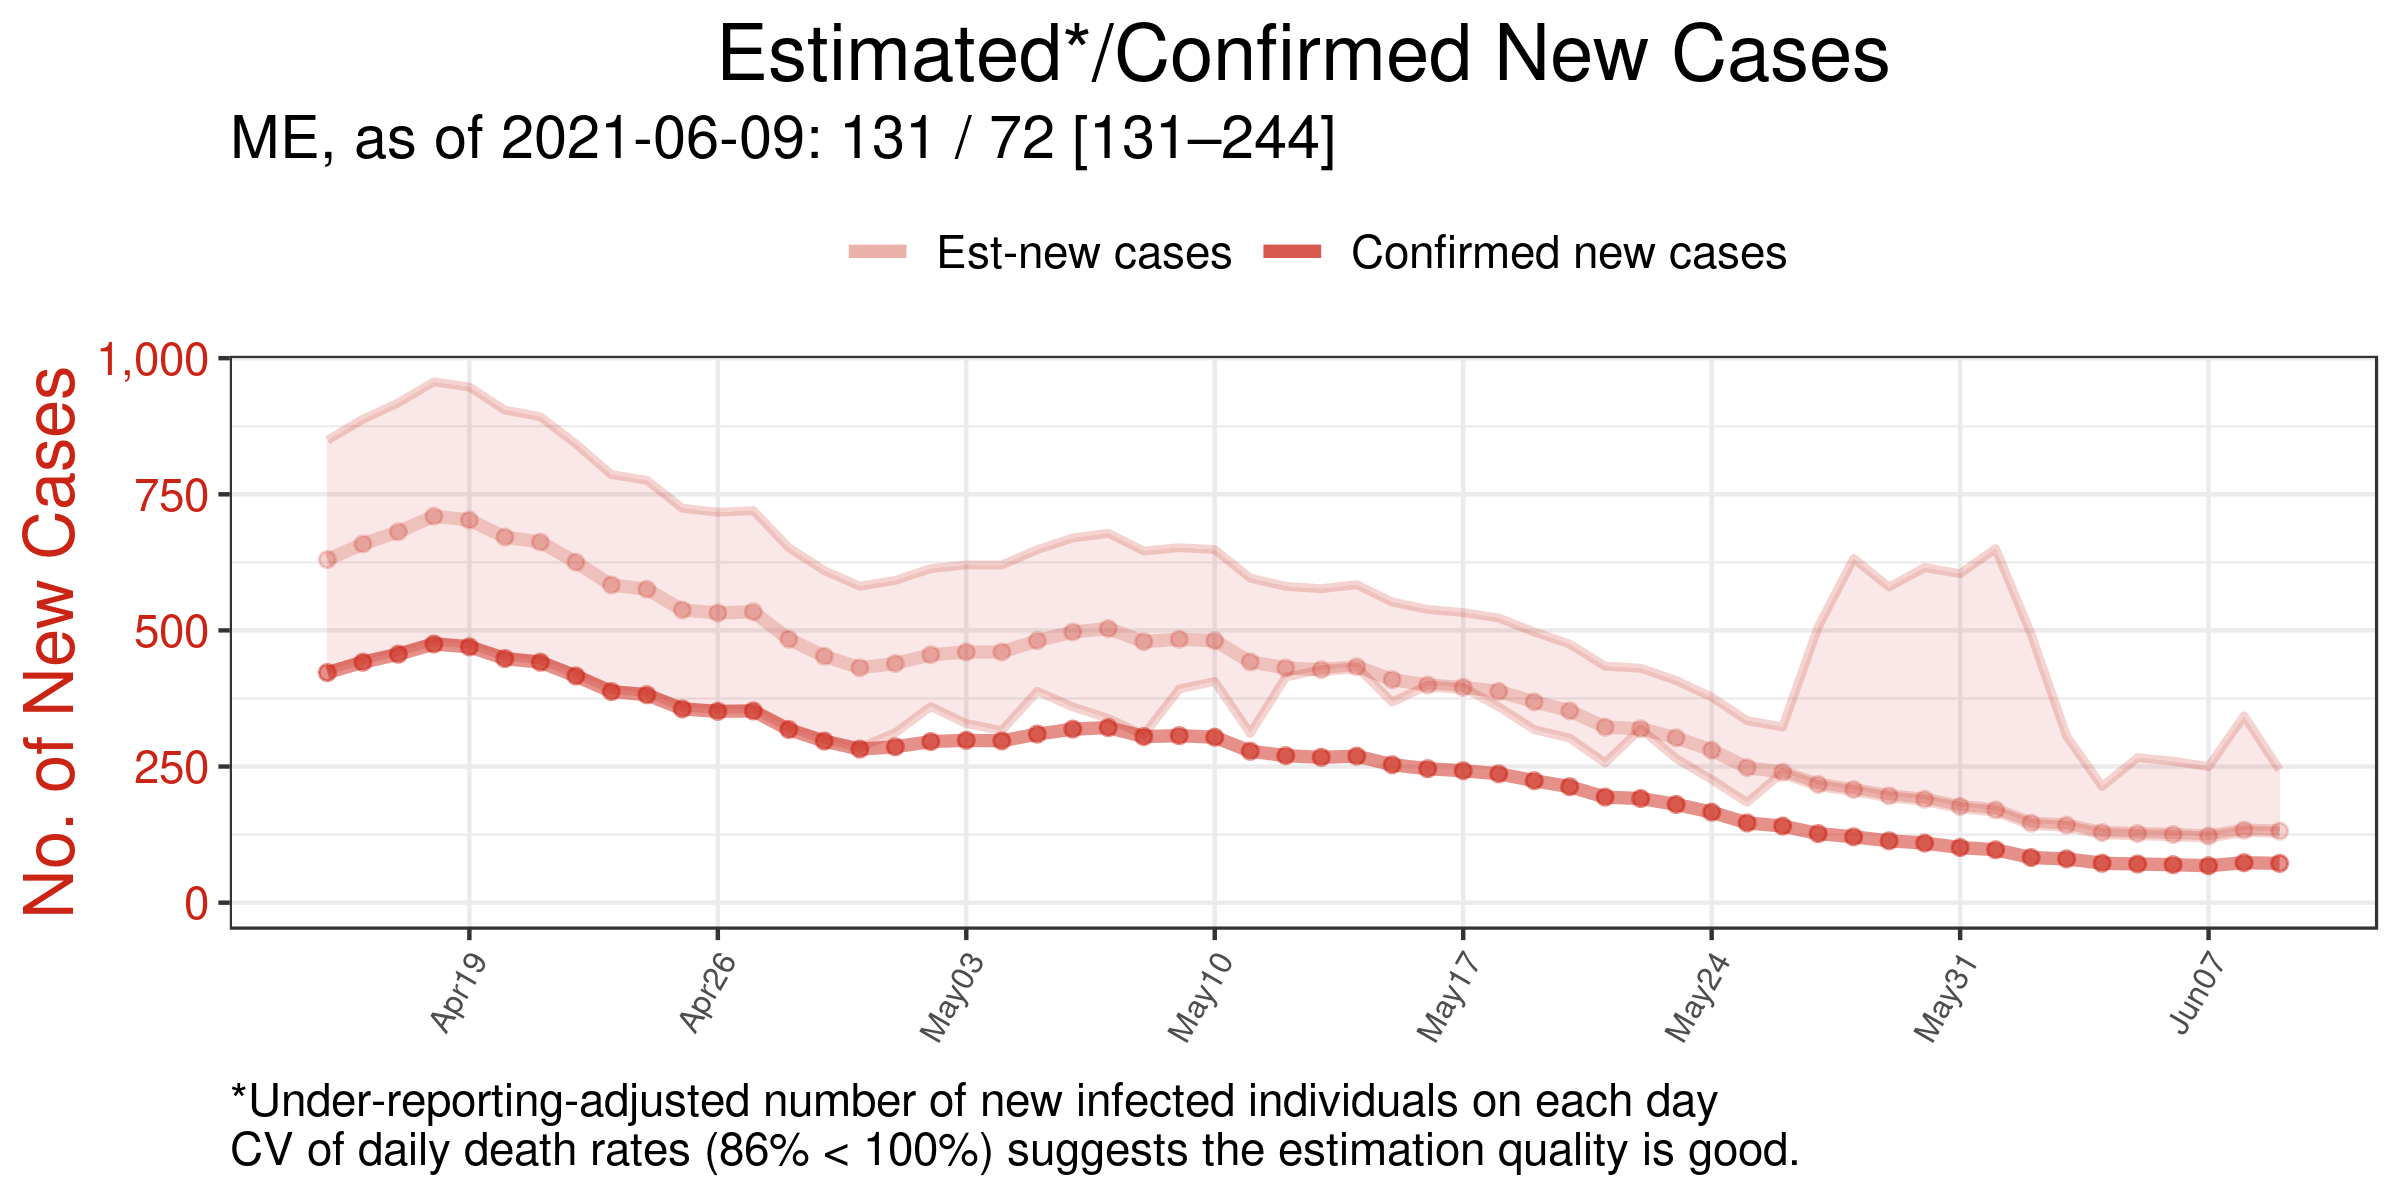 Estimated*/Confirmed New Cases
ME, as of 2021-06-09: 131 / 72 [131–244]
Est-new cases Confirmed new cases
No. of New Cases
1,000
750
500
250
0
Apr19 Apr26 May03 May10 May17 May24 May31 Jun07
*Under-reporting-adjusted number of new infected individuals on each day
CV of daily death rates (86% < 100%) suggests the estimation quality is good.